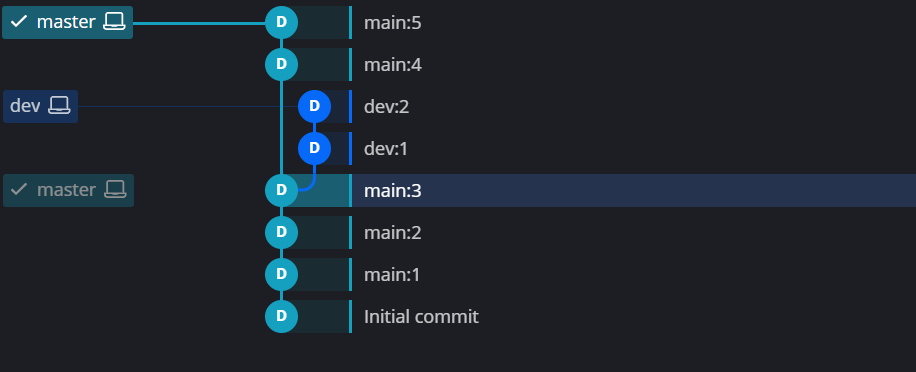 master D main:5
D main:4
dev D dev:2
D dev:1
master D main:3
D main:2
D main:1
D Initial commit